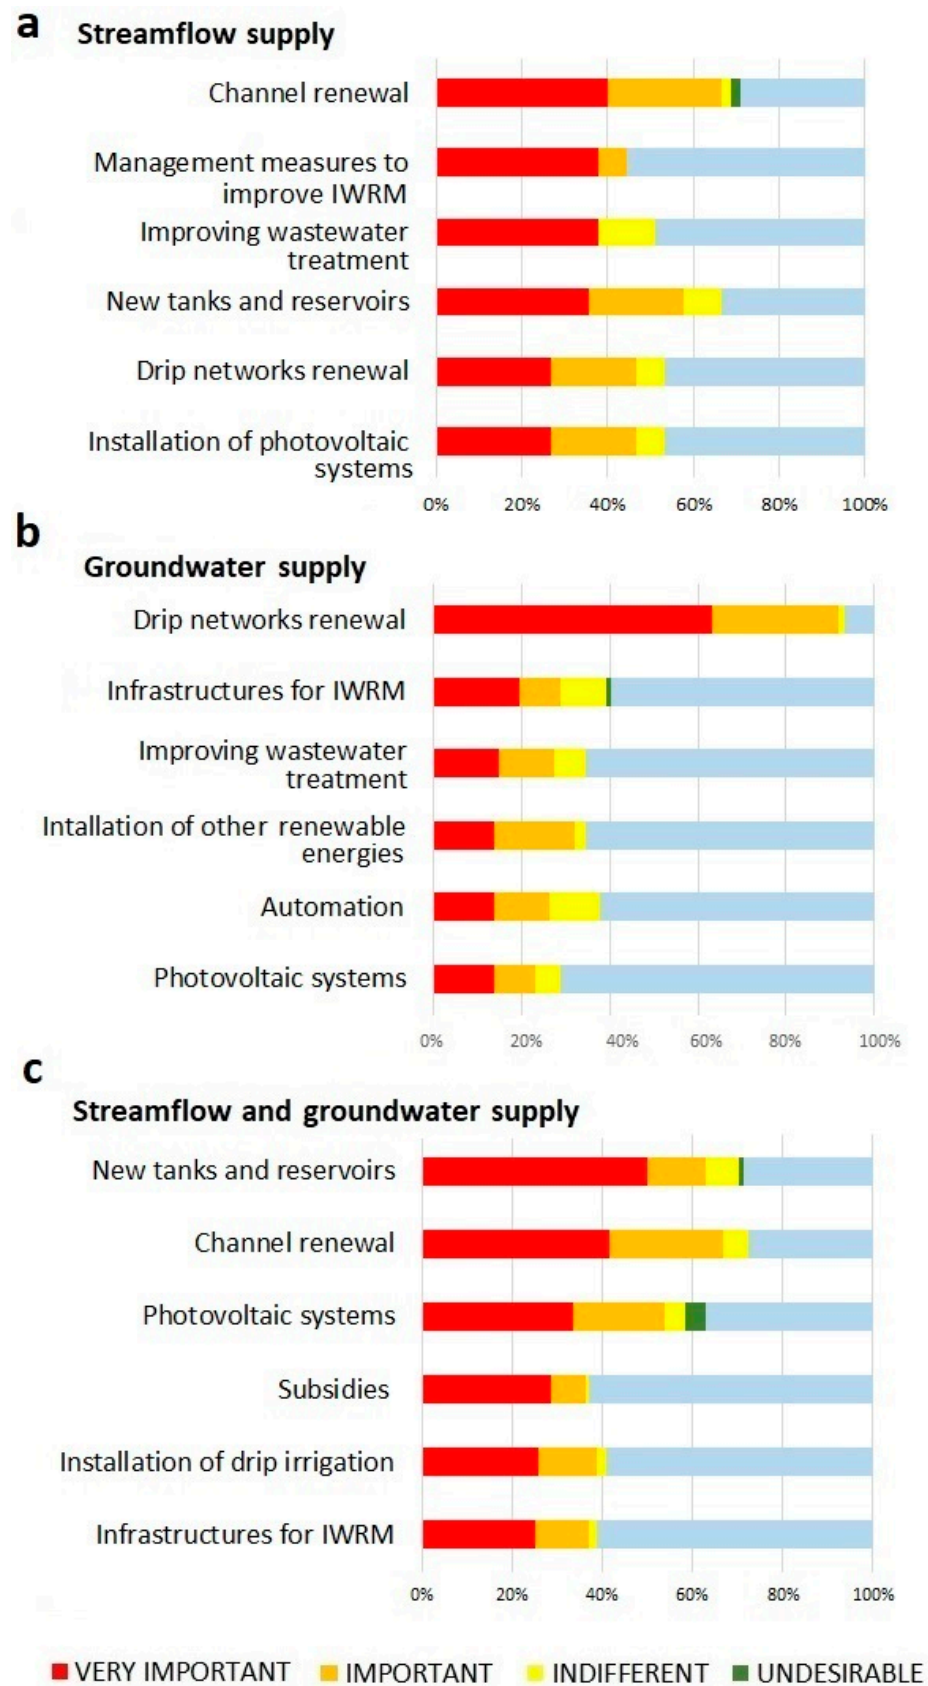 a Streamflow supply
Channel renewal
Management measures to
improve IWRM
Improving wastewater
treatment
New tanks and reservoirs
Drip networks renewal
Installation of photovoltaic
systems
0% 20% 40% 60% 80% 100%
b
Groundwater supply
Drip networks renewal
Infrastructures for IWRM
Improving wastewater
treatment
Intallation of other renewable
energies
Automation
Photovoltaic systems
0% 20% 40% 60% 80% 100%
c
Streamflow and groundwater supply
New tanks and reservoirs
Channel renewal
Photovoltaic systems
Subsidies
Installation of drip irrigation
Infrastructures for IWRM
0% 20% 40% 60% 80% 100%
VERY IMPORTANT IMPORTANT INDIFFERENT UNDESIRABLE